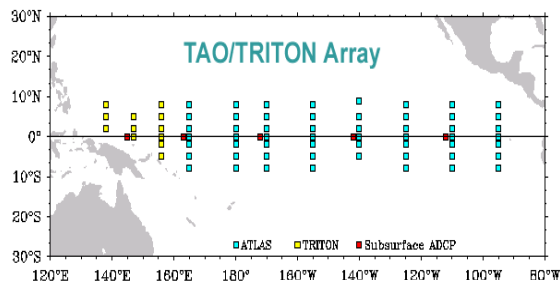 30°N
TAO/TRITON Array
20°N
10°N
0°
10°S
20°S
ATLAS TRITON Subsurface ADCP
30°S
120°E 140°E 160°E 180° 160°W 140°W 120°W 100°W 80°W